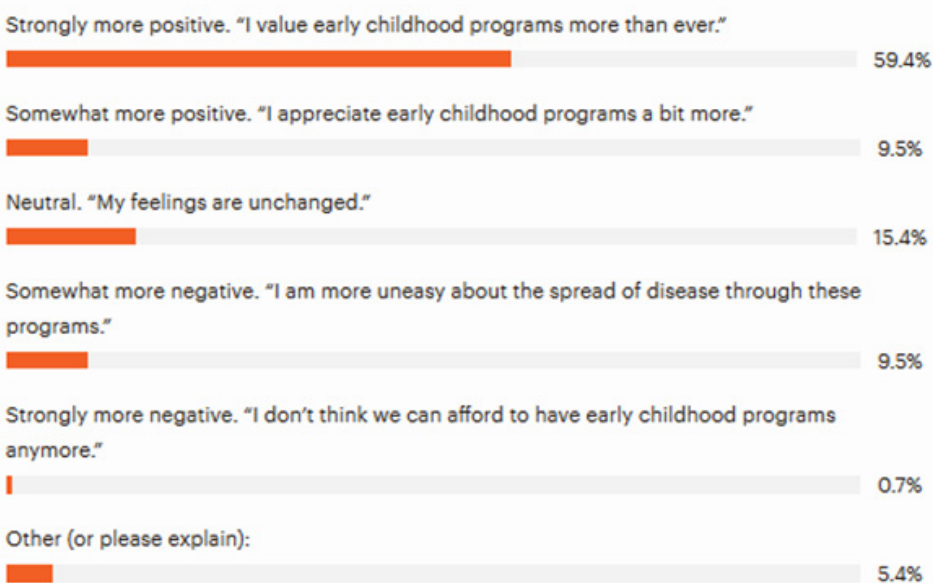 Strongly more positive. “I value early childhood programs more than ever.”
59.4%
Somewhat more positive. “I appreciate early childhood programs a bit more.”
9.5%
Neutral. “My feelings are unchanged.”
15.4%
Somewhat more negative. “I am more uneasy about the spread of disease through these
programs.”
9.5%
Strongly more negative. “I don’t think we can afford to have early childhood programs
anymore.”
0.7%
Other (or please explain):
5.4%